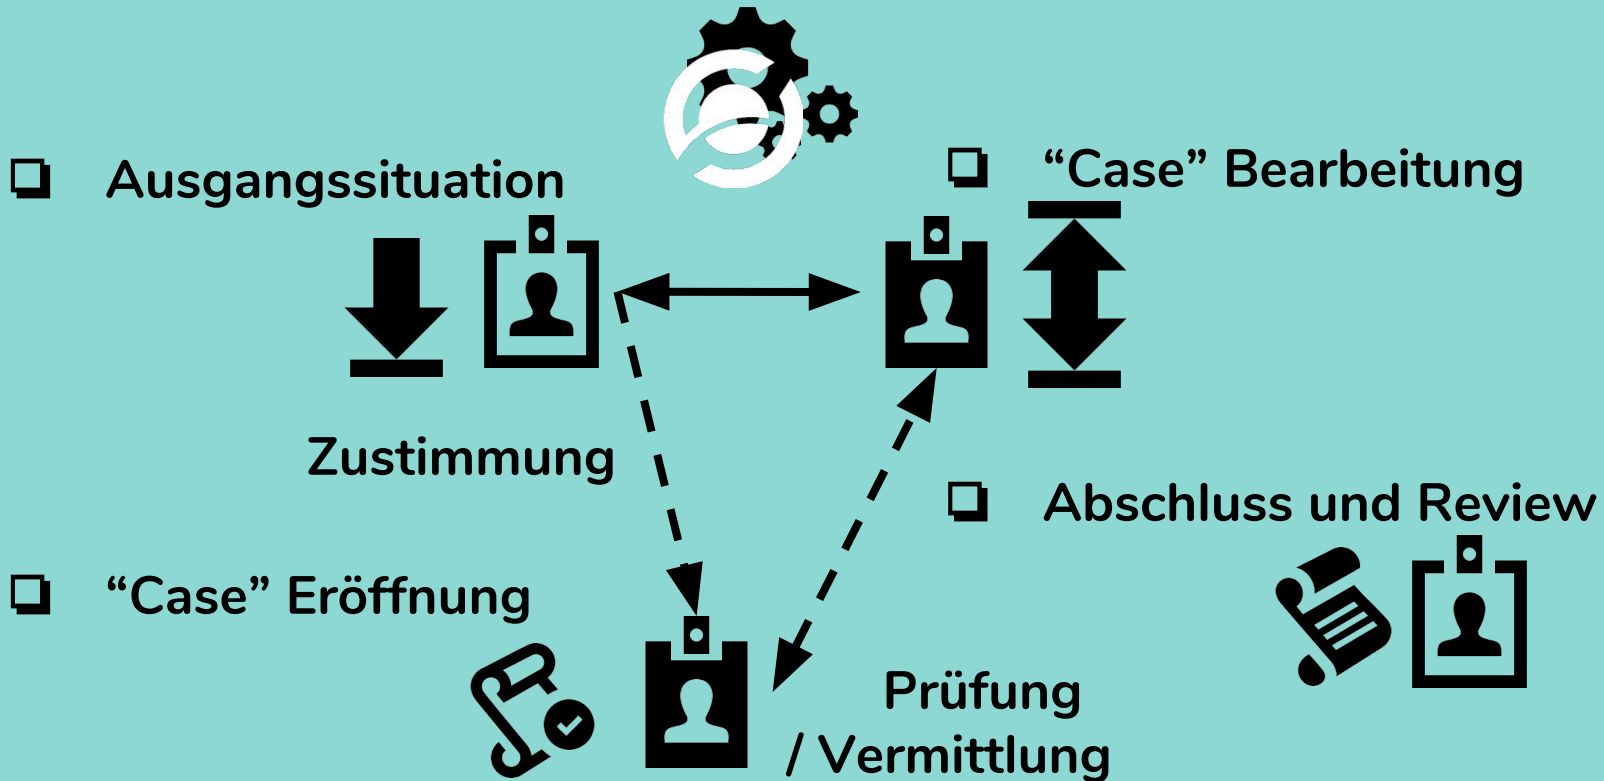 Ausgangssituation
Zustimmung
“Case” Eröffnung
“Case” Bearbeitung
Abschluss und Review
Prüfung
/ Vermittlung